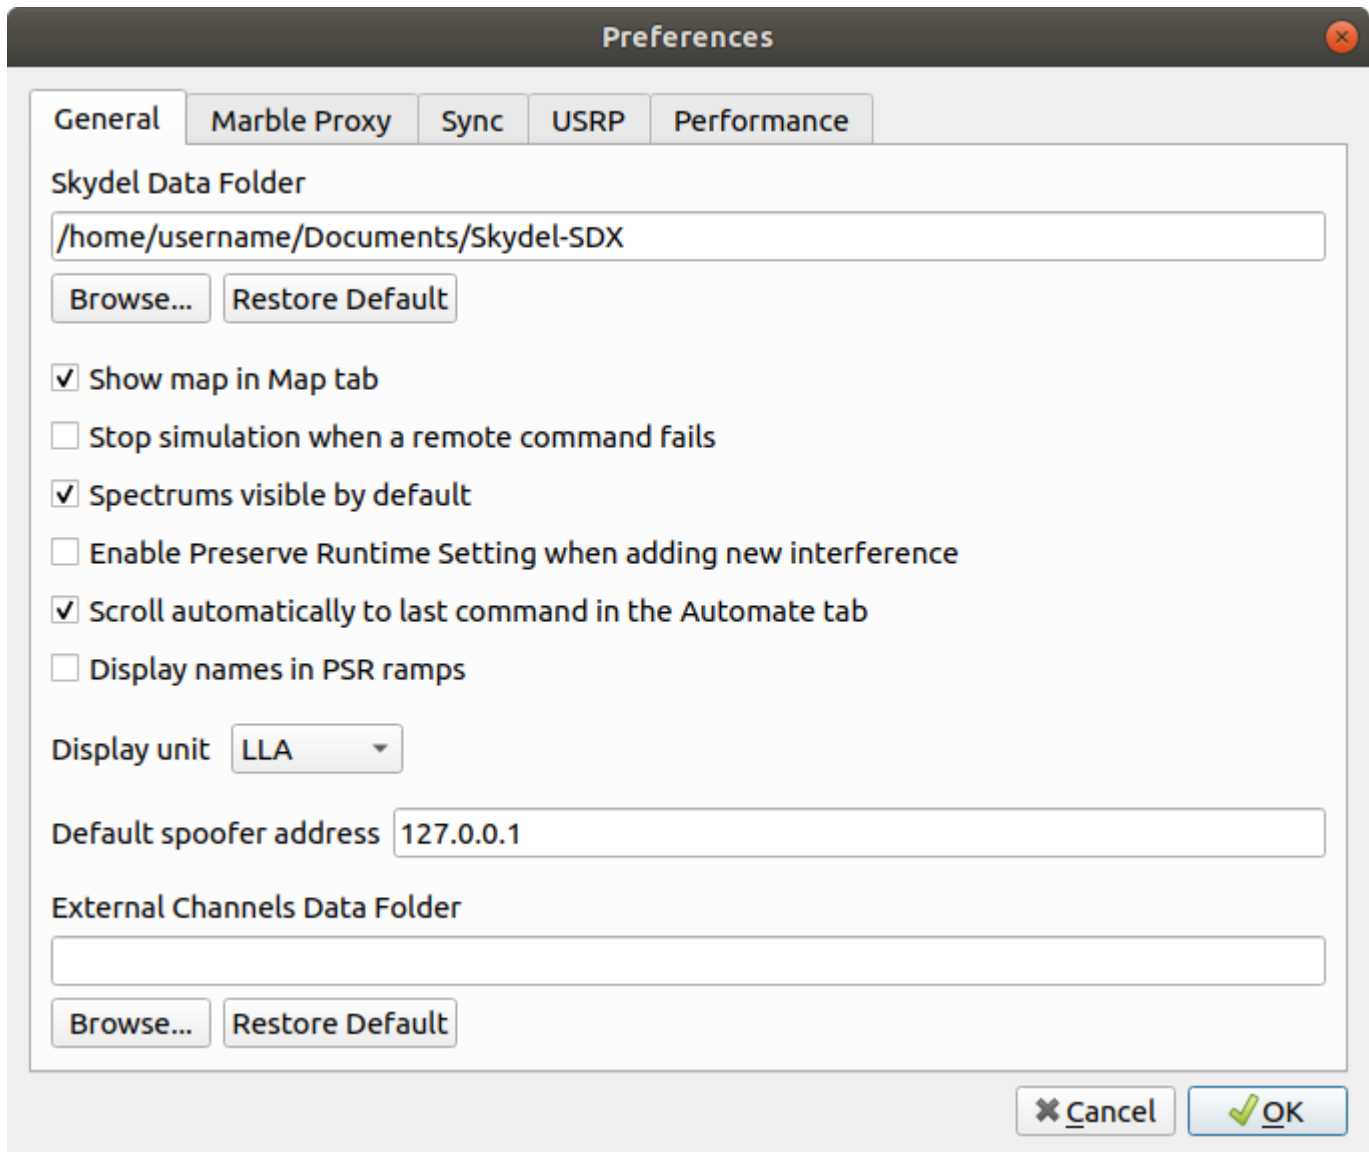 Preferences
General Marble Proxy Sync USRP Performance
Skydel Data Folder
/home/username/Documents/Skydel-SDX
Browse... Restore Default
Show map in Map tab
Stop simulation when a remote command fails
Spectrums visible by default
Enable Preserve Runtime Setting when adding new interference
Scroll automatically to last command in the Automate tab
Display names in PSR ramps
Display unit LLA
Default spoofer address 127.0.0.1
External Channels Data Folder
Browse... Restore Default
Cancel OK